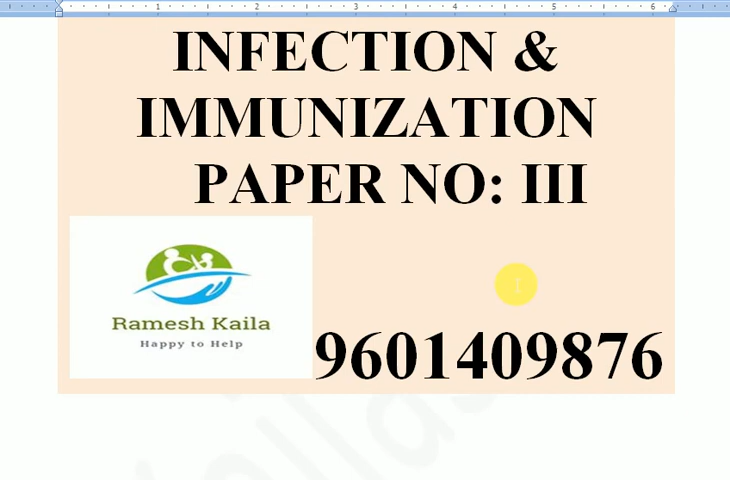 INFECTION &
IMMUNIZATION
PAPER NO: III
Ramesh Kaila
Happy to Help
9601409876